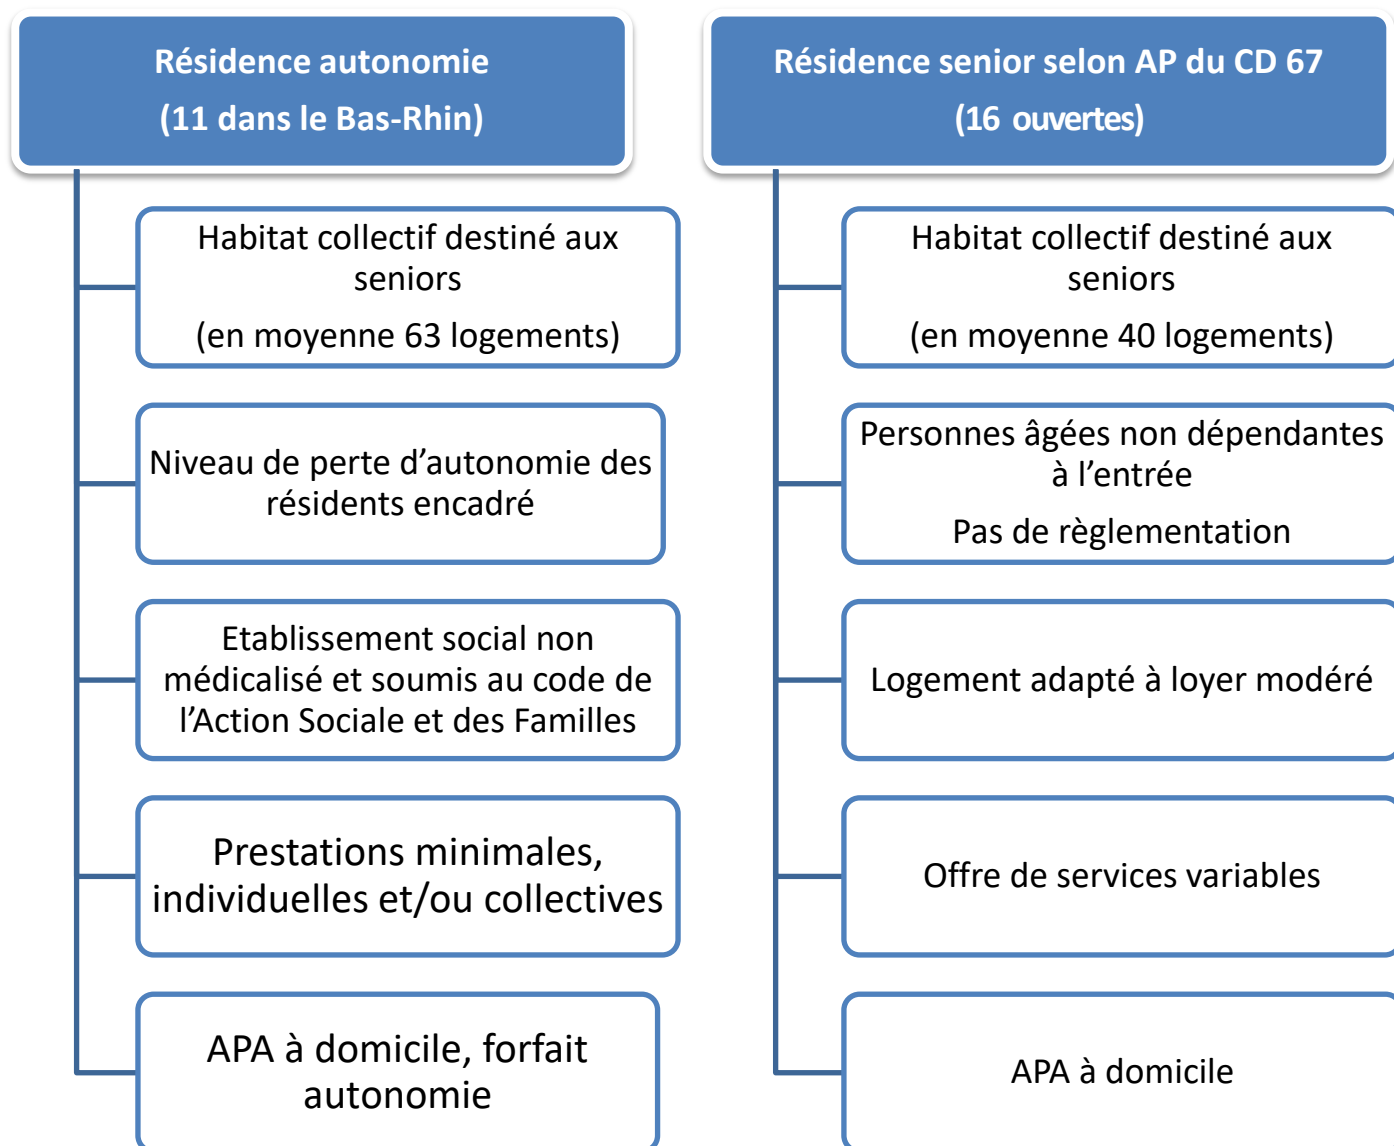 Résidence autonomie
(11 dans le Bas-Rhin)
Habitat collectif destiné aux
seniors
(en moyenne 63 logements)
Niveau de perte d’autonomie des
résidents encadré
Etablissement social non
médicalisé et soumis au code de
l’Action Sociale et des Familles
Prestations minimales,
individuelles et/ou collectives
APA à domicile, forfait
autonomie
Résidence senior selon AP du CD 67
(16 ouvertes)
Habitat collectif destiné aux
seniors
(en moyenne 40 logements)
Personnes âgées non dépendantes
à l’entrée
Pas de règlementation
Logement adapté à loyer modéré
Offre de services variables
APA à domicile